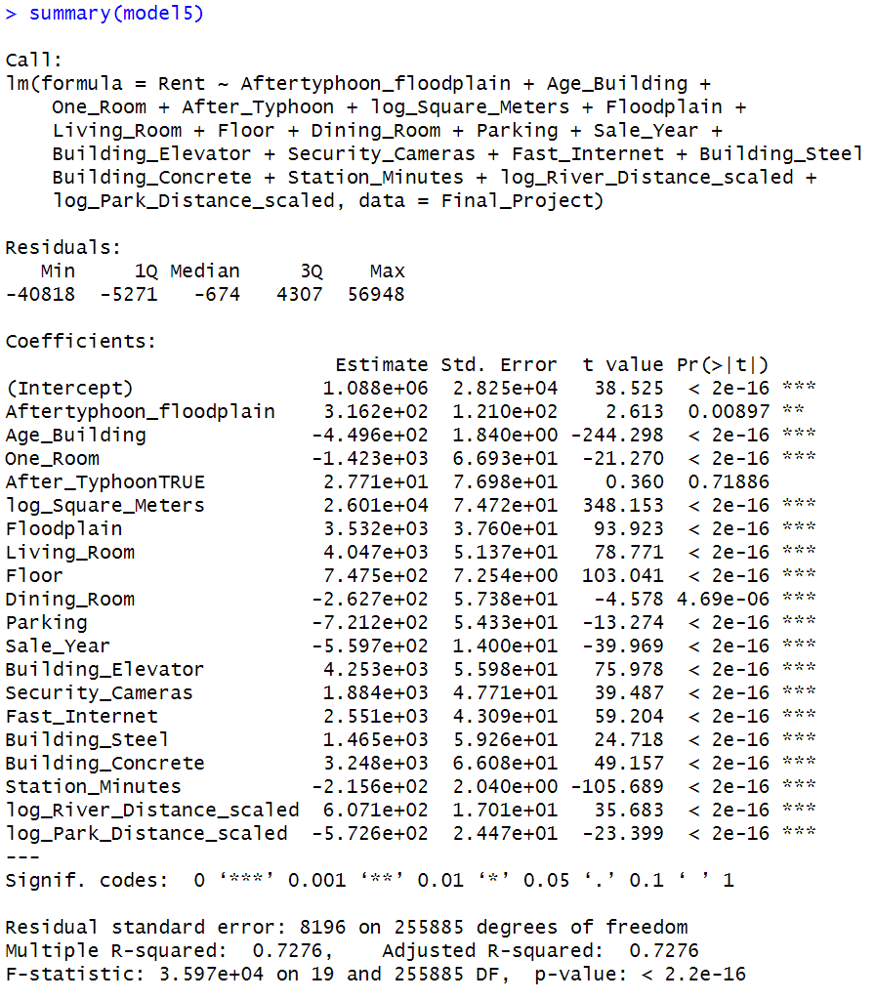 > summary(model5)
Call:
lm(formula = Rent ~ Aftertyphoon_floodplain + Age_Building +
    One_Room + After_Typhoon + log_Square_Meters + Floodplain +
    Living_Room + Floor + Dining_Room + Parking + Sale_Year +
    Building_Elevator + Security_Cameras + Fast_Internet + Building_Steel
    Building_Concrete + Station_Minutes + log_River_Distance_scaled +
    log_Park_Distance_scaled, data = Final_Project)
Residuals:
   Min     1Q Median     3Q    Max
-40818  -5271   -674   4307  56948
Coefficients:
                            Estimate Std. Error  t value Pr(>|t|)
(Intercept)                1.088e+06  2.825e+04   38.525  < 2e-16 ***
Aftertyphoon_floodplain    3.162e+02  1.210e+02    2.613  0.00897 **
Age_Building              -4.496e+02  1.840e+00 -244.298  < 2e-16 ***
One_Room                  -1.423e+03  6.693e+01  -21.270  < 2e-16 ***
After_TyphoonTRUE          2.771e+01  7.698e+01    0.360  0.71886
log_Square_Meters          2.601e+04  7.472e+01  348.153  < 2e-16 ***
Floodplain                 3.532e+03  3.760e+01   93.923  < 2e-16 ***
Living_Room                4.047e+03  5.137e+01   78.771  < 2e-16 ***
Floor                      7.475e+02  7.254e+00  103.041  < 2e-16 ***
Dining_Room               -2.627e+02  5.738e+01   -4.578 4.69e-06 ***
Parking                   -7.212e+02  5.433e+01  -13.274  < 2e-16 ***
Sale_Year                 -5.597e+02  1.400e+01  -39.969  < 2e-16 ***
Building_Elevator          4.253e+03  5.598e+01   75.978  < 2e-16 ***
Security_Cameras           1.884e+03  4.771e+01   39.487  < 2e-16 ***
Fast_Internet              2.551e+03  4.309e+01   59.204  < 2e-16 ***
Building_Steel             1.465e+03  5.926e+01   24.718  < 2e-16 ***
Building_Concrete          3.248e+03  6.608e+01   49.157  < 2e-16 ***
Station_Minutes           -2.156e+02  2.040e+00 -105.689  < 2e-16 ***
log_River_Distance_scaled  6.071e+02  1.701e+01   35.683  < 2e-16 ***
log_Park_Distance_scaled  -5.726e+02  2.447e+01  -23.399  < 2e-16 ***
---
Signif. codes:  0 ‘***’ 0.001 ‘**’ 0.01 ‘*’ 0.05 ‘.’ 0.1 ‘ ’ 1
Residual standard error: 8196 on 255885 degrees of freedom
Multiple R-squared:  0.7276,    Adjusted R-squared:  0.7276
F-statistic: 3.597e+04 on 19 and 255885 DF,  p-value: < 2.2e-16